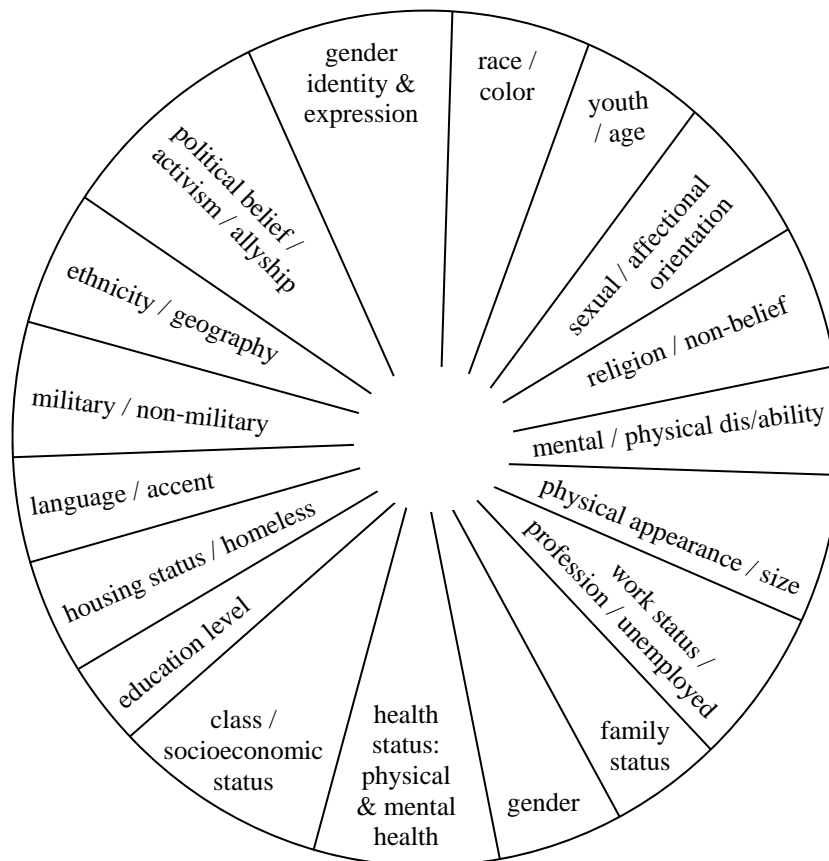 gender
identity &
expression
race /
color
youth
/ age
sexual / affectional
orientation
religion / non-belief
mental / physical dis/ability
physical appearance / size
work status /
profession / unemployed
family
status
gender
health
status:
physical
& mental
health
class /
socioeconomic
status
education level
housing status / homeless
language / accent
military / non-military
ethnicity / geography
political belief /
activism / allyship